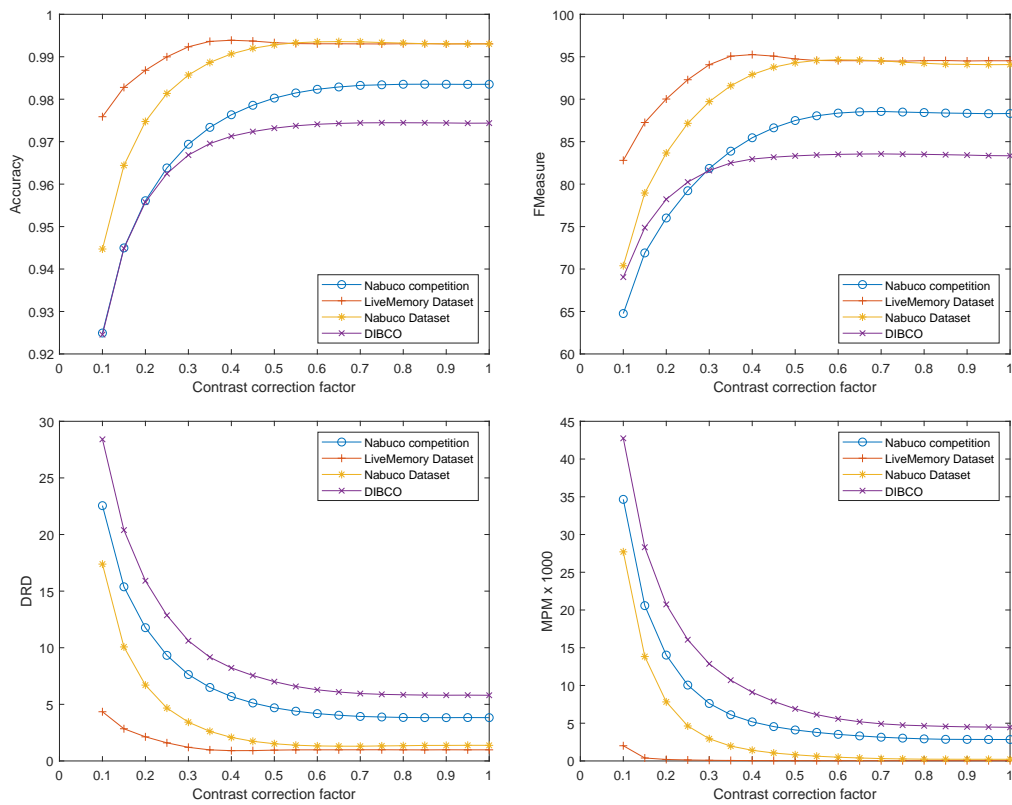 Accuracy
0.99
0.98
0.97
0.96
0.95
0.94
0.93
0.92
1
0 0.1 0.2 0.3 0.4 0.5 0.6 0.7 0.8 0.9 1
Contrast correction factor
Nabuco competition
LiveMemory Dataset
Nabuco Dataset
DIBCO
FMeasure
100
95
90
85
80
75
70
65
60
0 0.1 0.2 0.3 0.4 0.5 0.6 0.7 0.8 0.9 1
Contrast correction factor
Nabuco competition
LiveMemory Dataset
Nabuco Dataset
DIBCO
DRD
30
25
20
15
10
5
0
0 0.1 0.2 0.3 0.4 0.5 0.6 0.7 0.8 0.9 1
Contrast correction factor
Nabuco competition
LiveMemory Dataset
Nabuco Dataset
DIBCO
MPM x 1000
45
40
35
30
25
20
15
10
5
0
0 0.1 0.2 0.3 0.4 0.5 0.6 0.7 0.8 0.9 1
Contrast correction factor
Nabuco competition
LiveMemory Dataset
Nabuco Dataset
DIBCO